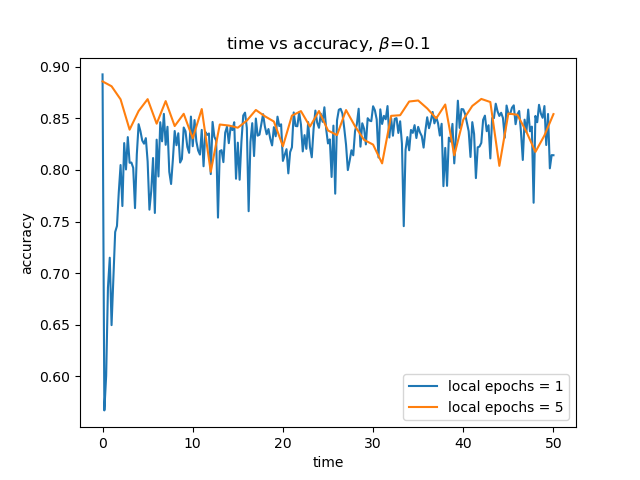 time vs accuracy, β=0.1
accuracy
0.90
0.85
0.80
0.75
0.70
0.65
0.60
local epochs = 1
local epochs = 5
0 10 20 30 40 50
time